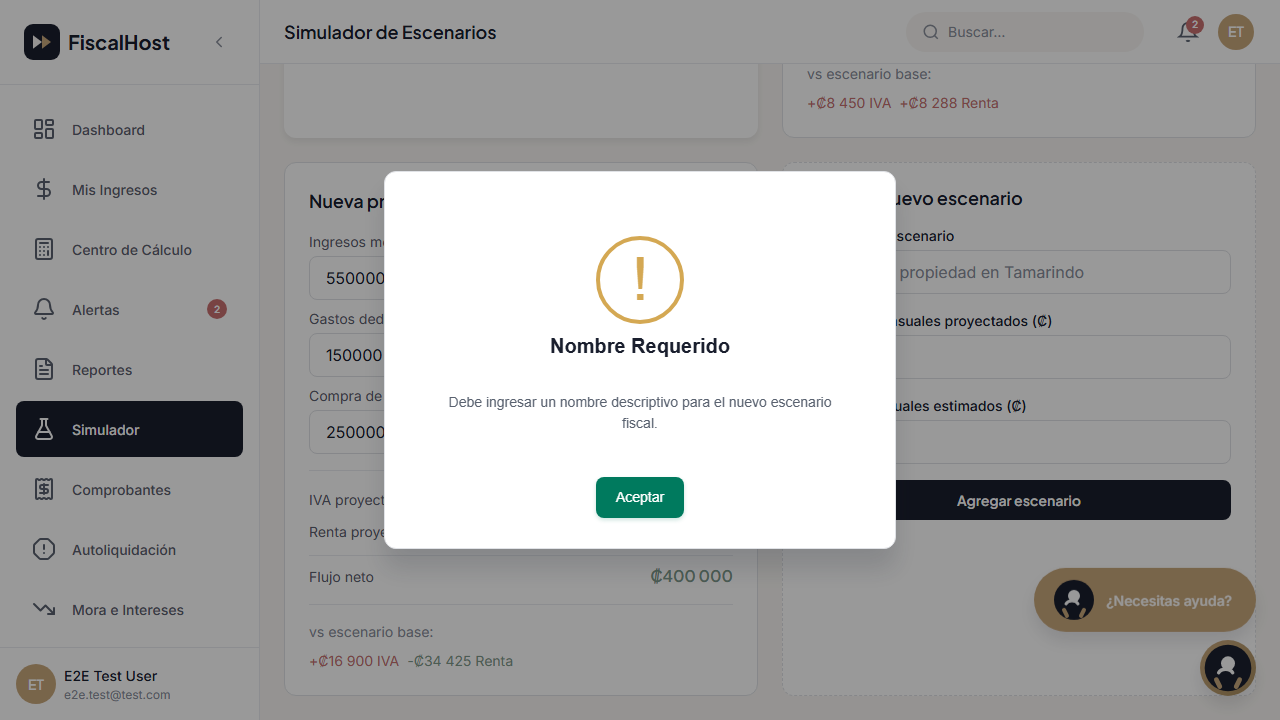 FiscalHost
Simulador de Escenarios
Buscar...
2
ET
Dashboard
Mis Ingresos
Centro de Cálculo
Alertas
2
Reportes
Simulador
Comprobantes
Autoliquidación
Mora e Intereses
ET
E2E Test User
e2e.test@test.com
vs escenario base:
+₡8 450 IVA +₡8 288 Renta
Nueva pr
Ingresos m
550000
Gastos ded
150000
Compra de
250000
IVA proyect
Renta proye
Flujo neto
₡400 000
vs escenario base:
+₡16 900 IVA -₡34 425 Renta
uevo escenario
scenario
propiedad en Tamarindo
nsuales proyectados (₡)
uales estimados (₡)
Agregar escenario
!
Nombre Requerido
Debe ingresar un nombre descriptivo para el nuevo escenario
fiscal.
Aceptar
¿Necesitas ayuda?